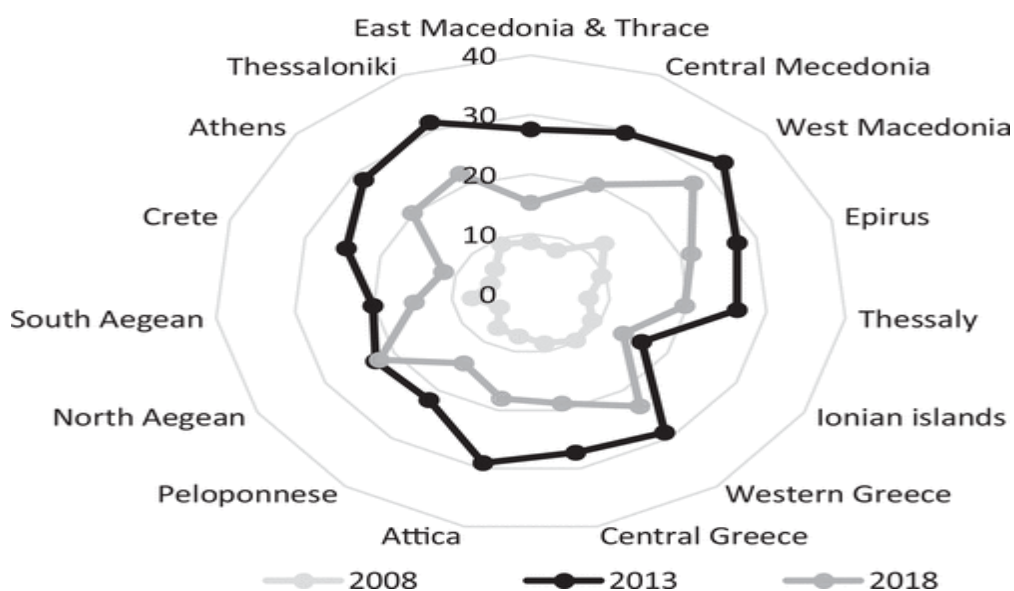 East Macedonia & Thrace
40
Thessaloniki
Central Mecedonia
30
Athens
West Macedonia
20
Crete
Epirus
10
0
South Aegean
Thessaly
North Aegean
Ionian islands
Peloponnese
Western Greece
Attica
Central Greece
2008
2013
2018